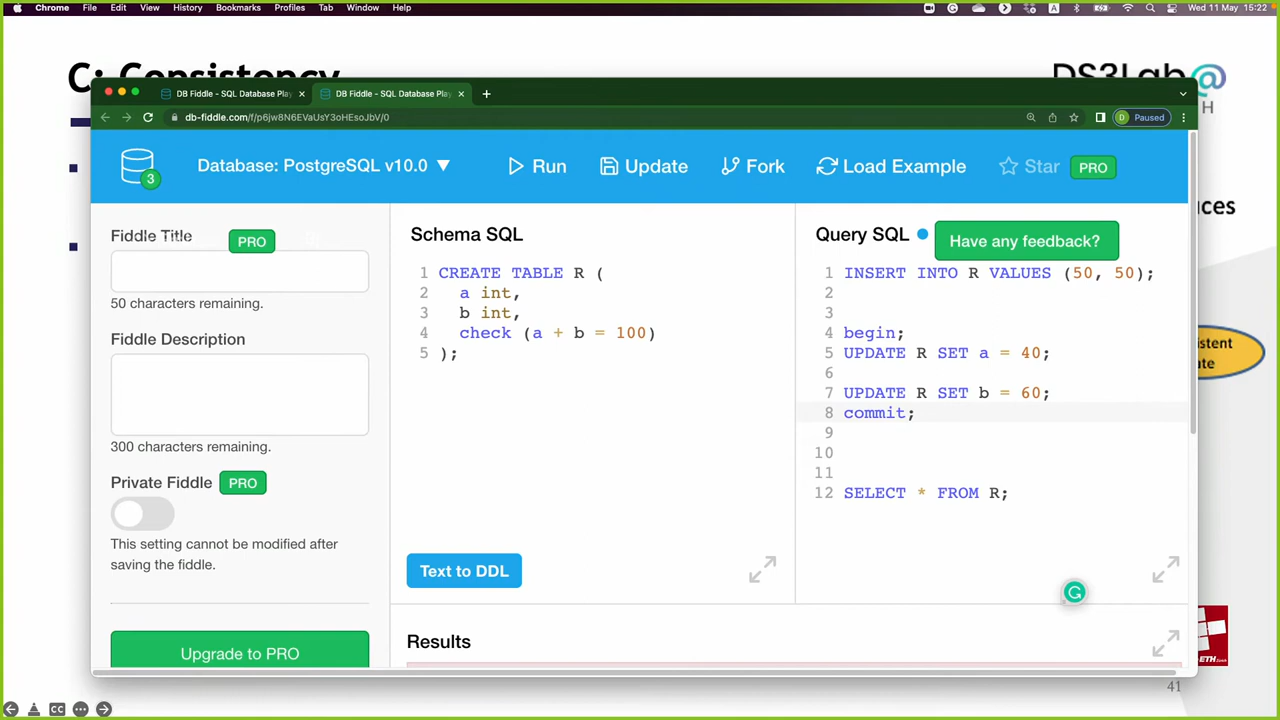 Chrome File Edit View History Bookmarks Profiles Tab Window Help
A Wed 11 May 15:22
C: Consistency
DS3Lab@
H
DB Fiddle - SQL Database Play
DB Fiddle - SQL Database Play
db-fiddle.com/f/p6jw8N6EVaUsY3oHEsoJbV/0
D Paused
3
Database: PostgreSQL v10.0
Run
Update
Fork
Load Example
Star
PRO
Fiddle Title
PRO
50 characters remaining.
Fiddle Description
300 characters remaining.
Private Fiddle
PRO
This setting cannot be modified after
saving the fiddle.
Upgrade to PRO
Schema SQL
1 CREATE TABLE R (
2 a int,
3 b int,
4 check (a + b = 100)
5 );
Text to DDL
Query SQL
Have any feedback?
1 INSERT INTO R VALUES (50, 50);
2
3
4 begin;
5 UPDATE R SET a = 40;
6
7 UPDATE R SET b = 60;
8 commit;
9
10
11
12 SELECT * FROM R;
Results
ces
stent
te
ETH
41
CC